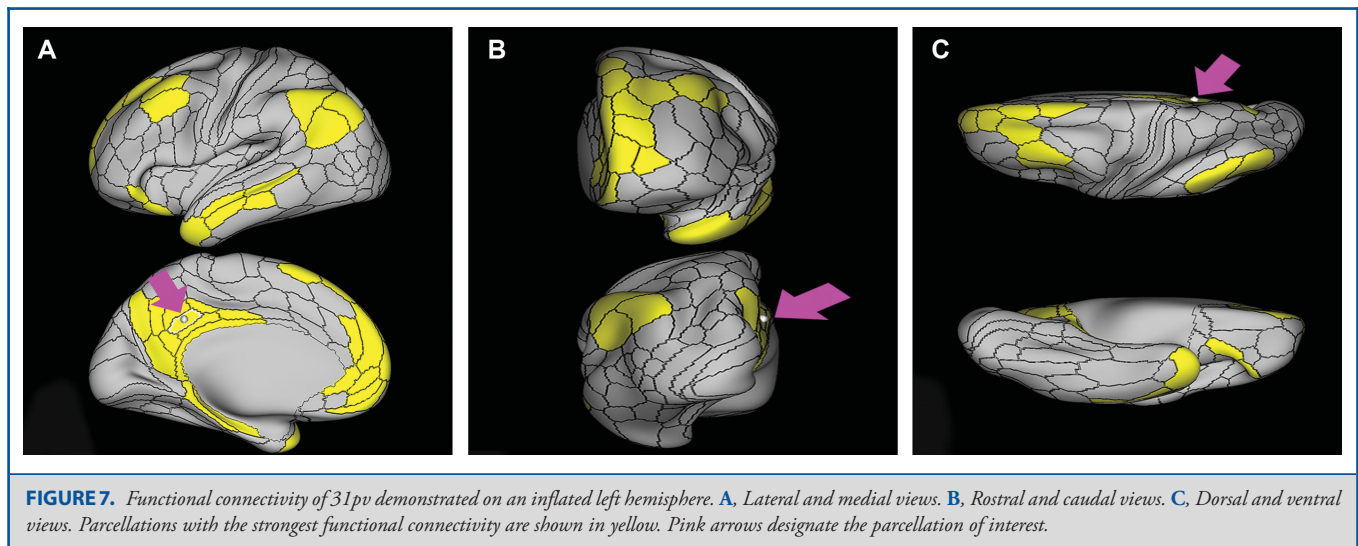 A
B
C
FIGURE 7. Functional connectivity of 31pv demonstrated on an inflated left hemisphere. A, Lateral and medial views. B, Rostral and caudal views. C, Dorsal and ventral
views. Parcellations with the strongest functional connectivity are shown in yellow. Pink arrows designate the parcellation of interest.